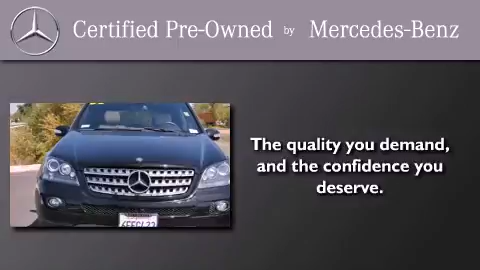 Certified Pre-Owned by Mercedes-Benz
The quality you demand,
and the confidence you
deserve.